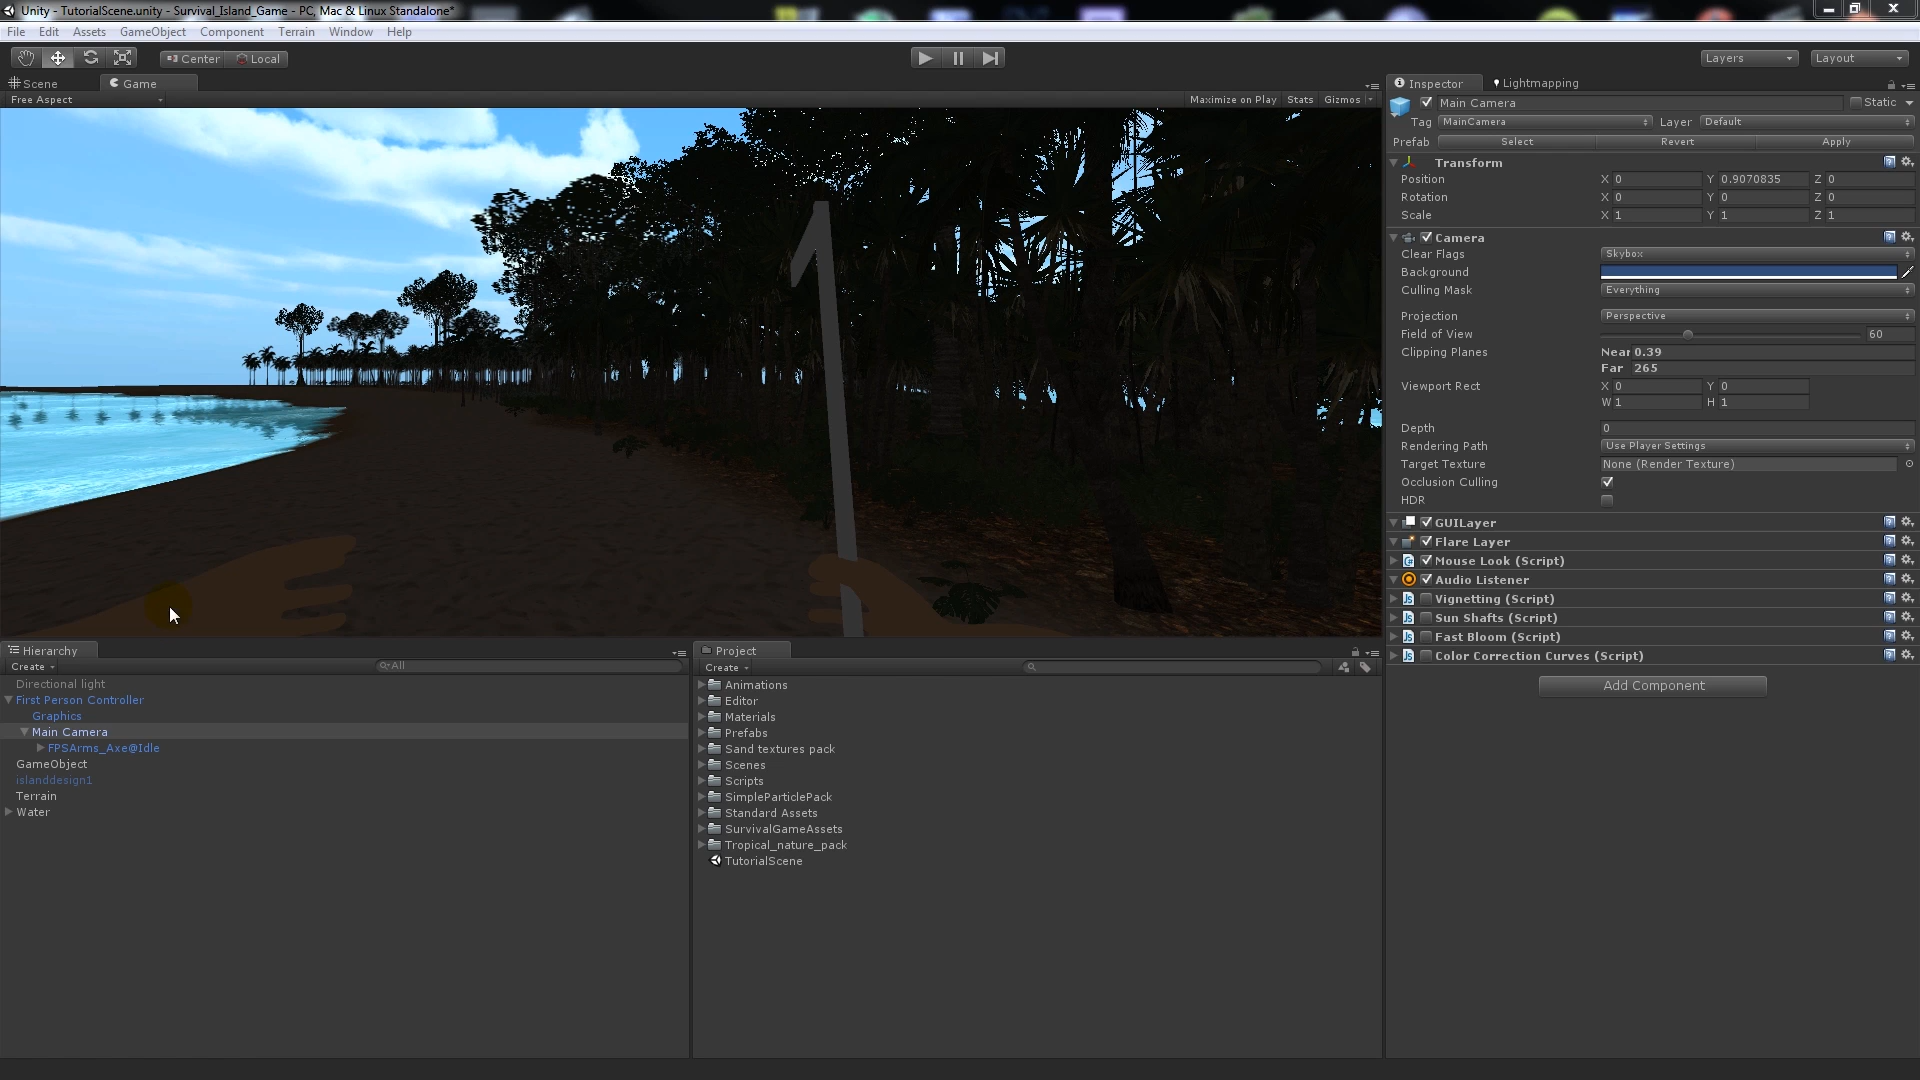 Unity - TutorialScene.unity - Survival_Island_Game - PC, Mac & Linux Standalone*
File Edit Assets GameObject Component Terrain Window Help
Center Local Layers Layout
Scene Game
Free Aspect Maximize on Play Stats Gizmos
Inspector Lightmapping
Main Camera Static
Tag MainCamera Layer Default
Prefab Select Revert Apply
Transform
Position X 0 Y 0.9070835 Z 0
Rotation X 0 Y 0 Z 0
Scale X 1 Y 1 Z 1
Camera
Clear Flags Skybox
Background
Culling Mask Everything
Projection Perspective
Field of View 60
Clipping Planes Near 0.39
Far 265
Viewport Rect X 0 Y 0
W 1 H 1
Depth 0
Rendering Path Use Player Settings
Target Texture None (Render Texture)
Occlusion Culling
HDR
GUILayer
Flare Layer
Mouse Look (Script)
Audio Listener
Vignetting (Script)
Sun Shafts (Script)
Fast Bloom (Script)
Color Correction Curves (Script)
Add Component
Hierarchy
Create All
Directional light
First Person Controller
Graphics
Main Camera
FPSArms_Axe@Idle
GameObject
islanddesign1
Terrain
Water
Project
Create
Animations
Editor
Materials
Prefabs
Sand textures pack
Scenes
Scripts
SimpleParticlePack
Standard Assets
SurvivalGameAssets
Tropical_nature_pack
TutorialScene